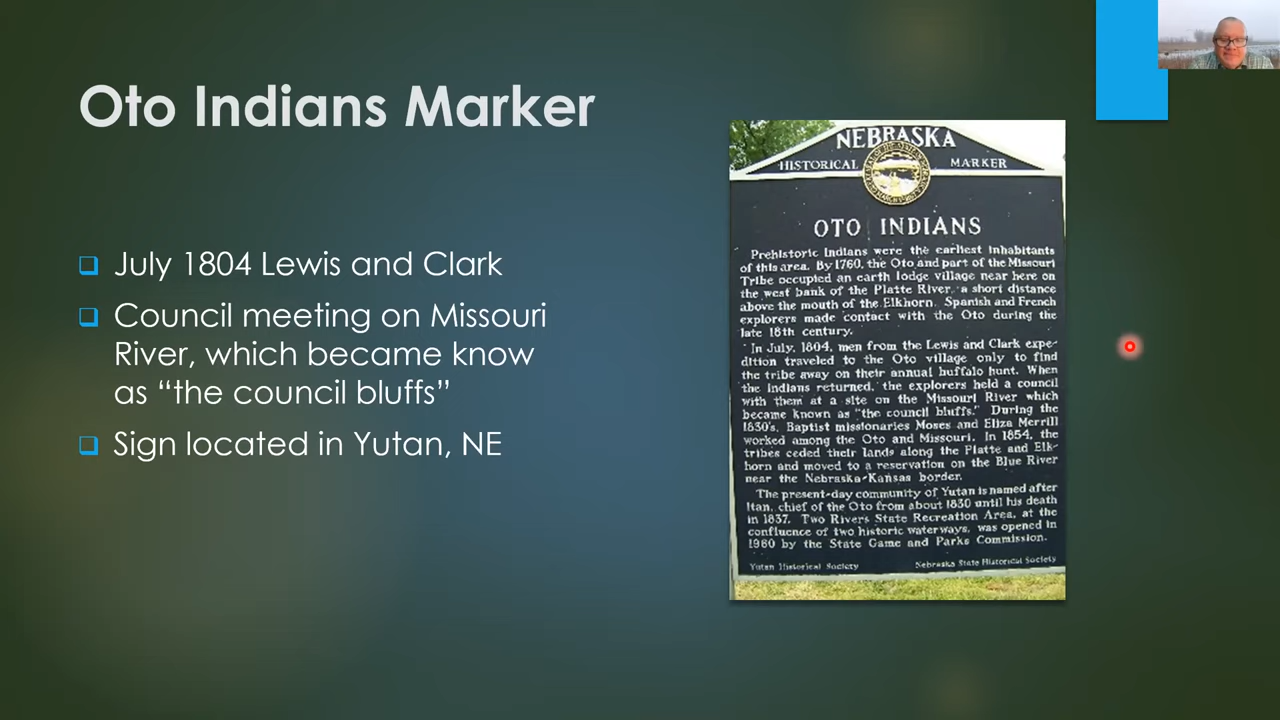 Oto Indians Marker
July 1804 Lewis and Clark
Council meeting on Missouri
River, which became know
as “the council bluffs”
Sign located in Yutan, NE
NEBRASKA
HISTORICAL MARKER
OTO INDIANS
Prehistoric Indians were the earliest inhabitants
of this area. By 1760, the Oto and part of the Missouri
Tribe occupied an earth lodge village near here on
the west bank of the Platte River, a short distance
above the mouth of the Elkhorn. Spanish and French
explorers made contact with the Oto during the
late 18th century.
In July, 1804, men from the Lewis and Clark expe-
dition traveled to the Oto village only to find
the tribe away on their annual buffalo hunt. When
the Indians returned, the explorers held a council
with them at a site on the Missouri River which
became known as "the council bluffs." During the
1830's, Baptist missionaries Moses and Eliza Merrill
worked among the Oto and Missouri. In 1854, the
tribes ceded their lands along the Platte and Elk-
horn and moved to a reservation on the Blue River
near the Nebraska-Kansas border.
The present-day community of Yutan is named after
Itan, chief of the Oto from about 1830 until his death
in 1837. Two Rivers State Recreation Area, at the
confluence of two historic waterways, was opened in
1960 by the State Game and Parks Commission.
Yutan Historical Society Nebraska State Historical Society